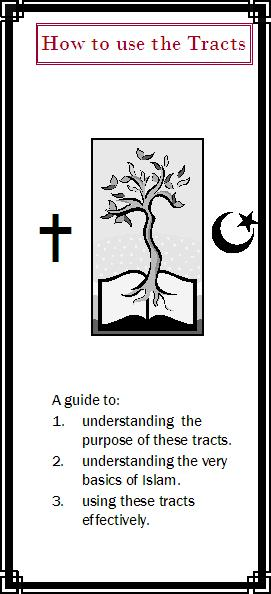 How to use the Tracts
A guide to:
1. understanding the
purpose of these tracts.
2. understanding the very
basics of Islam.
3. using these tracts
effectively.